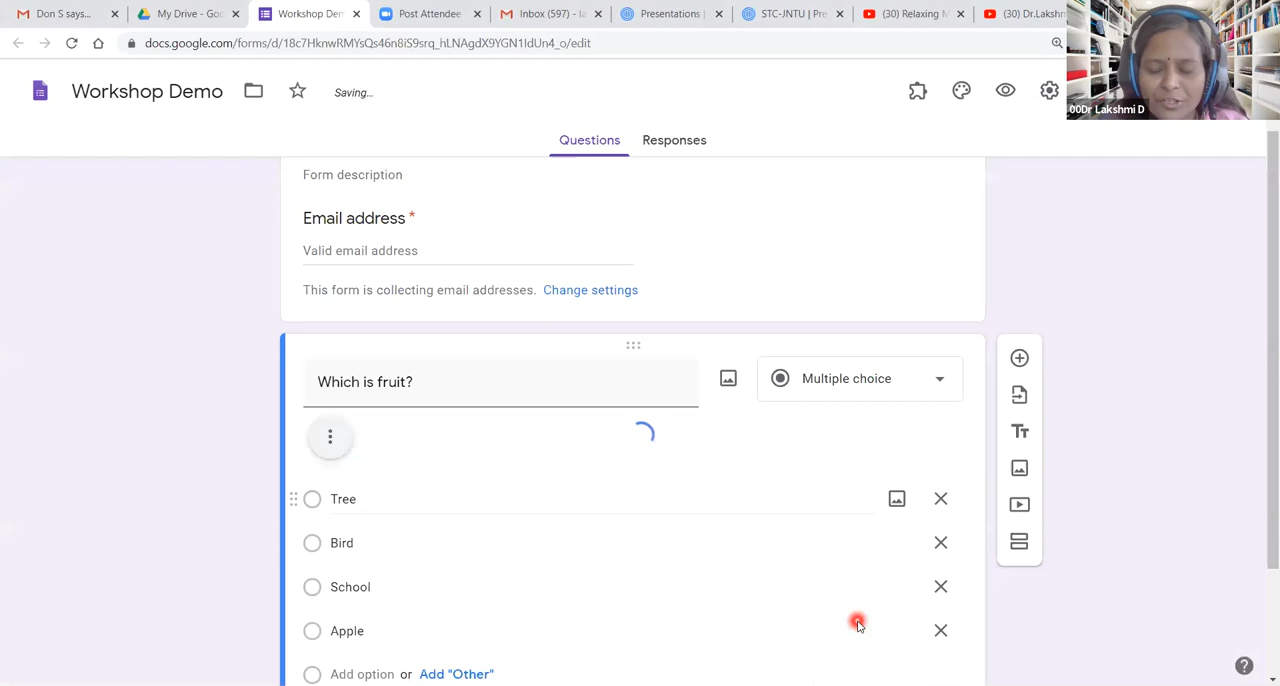 Don S says...
My Drive - Goo
Workshop Dem
Post Attendee
Inbox (597) - la
Presentations |
STC-JNTU | Pre
(30) Relaxing M
(30) Dr.Lakshm
docs.google.com/forms/d/18c7HknwRMYsQs46n8iS9srq_hLNAgdX9YGN1IdUn4_o/edit
00Dr Lakshmi D
Workshop Demo
Saving...
Questions
Responses
Form description
Email address *
Valid email address
This form is collecting email addresses. Change settings
Which is fruit?
Multiple choice
Tt
Tree
Bird
School
Apple
Add option or Add "Other"